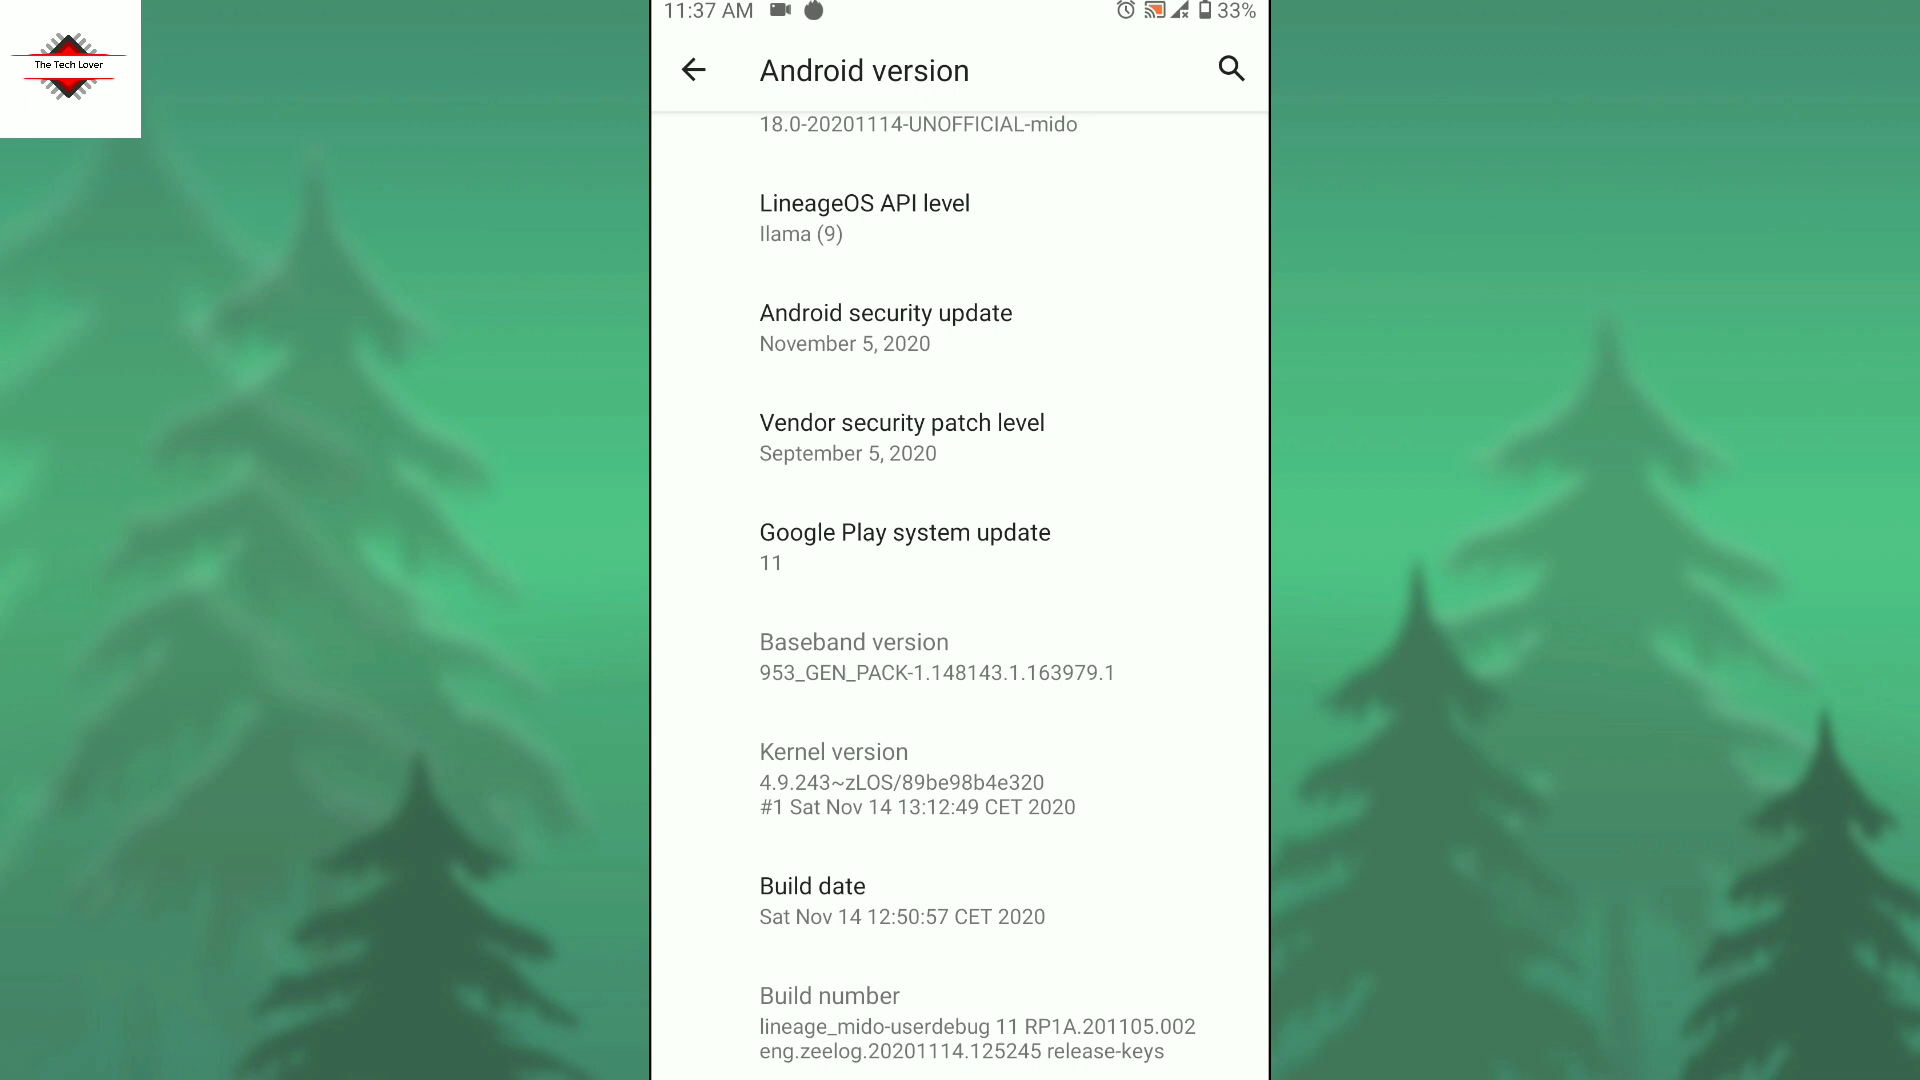 The Tech Lover
11:37 AM
33%
Android version
18.0-20201114-UNOFFICIAL-mido
LineageOS API level
Ilama (9)
Android security update
November 5, 2020
Vendor security patch level
September 5, 2020
Google Play system update
11
Baseband version
953_GEN_PACK-1.148143.1.163979.1
Kernel version
4.9.243~zLOS/89be98b4e320
#1 Sat Nov 14 13:12:49 CET 2020
Build date
Sat Nov 14 12:50:57 CET 2020
Build number
lineage_mido-userdebug 11 RP1A.201105.002
eng.zeelog.20201114.125245 release-keys